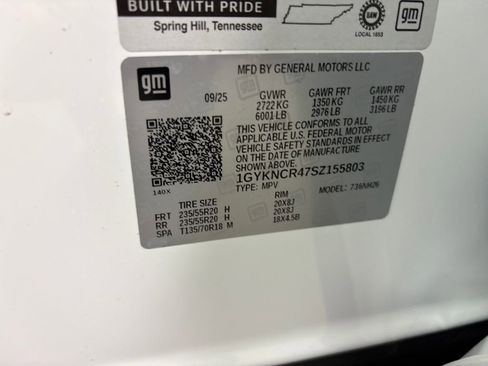 BUILT WITH PRIDE
Spring Hill, Tennessee
UAW
LOCAL 1853
gm
gm
MFD BY GENERAL MOTORS LLC
09/25 GVWR GAWR FRT GAWR RR
2722 KG 1350 KG 1450 KG
6001 LB 2976 LB 3196 LB
THIS VEHICLE CONFORMS TO ALL
APPLICABLE U.S. FEDERAL MOTOR
VEHICLE SAFETY STANDARDS IN EFFECT
ON THE DATE OF MANUFACTURE
SHOWN ABOVE.
1GYKNCR47SZ155803
140X
TYPE: MPV MODEL: 736NH26
TIRE SIZE RIM
FRT 235/55R20 H 20X8J
RR 235/55R20 H 20X8J
SPA T135/70R18 M 18X4.5B